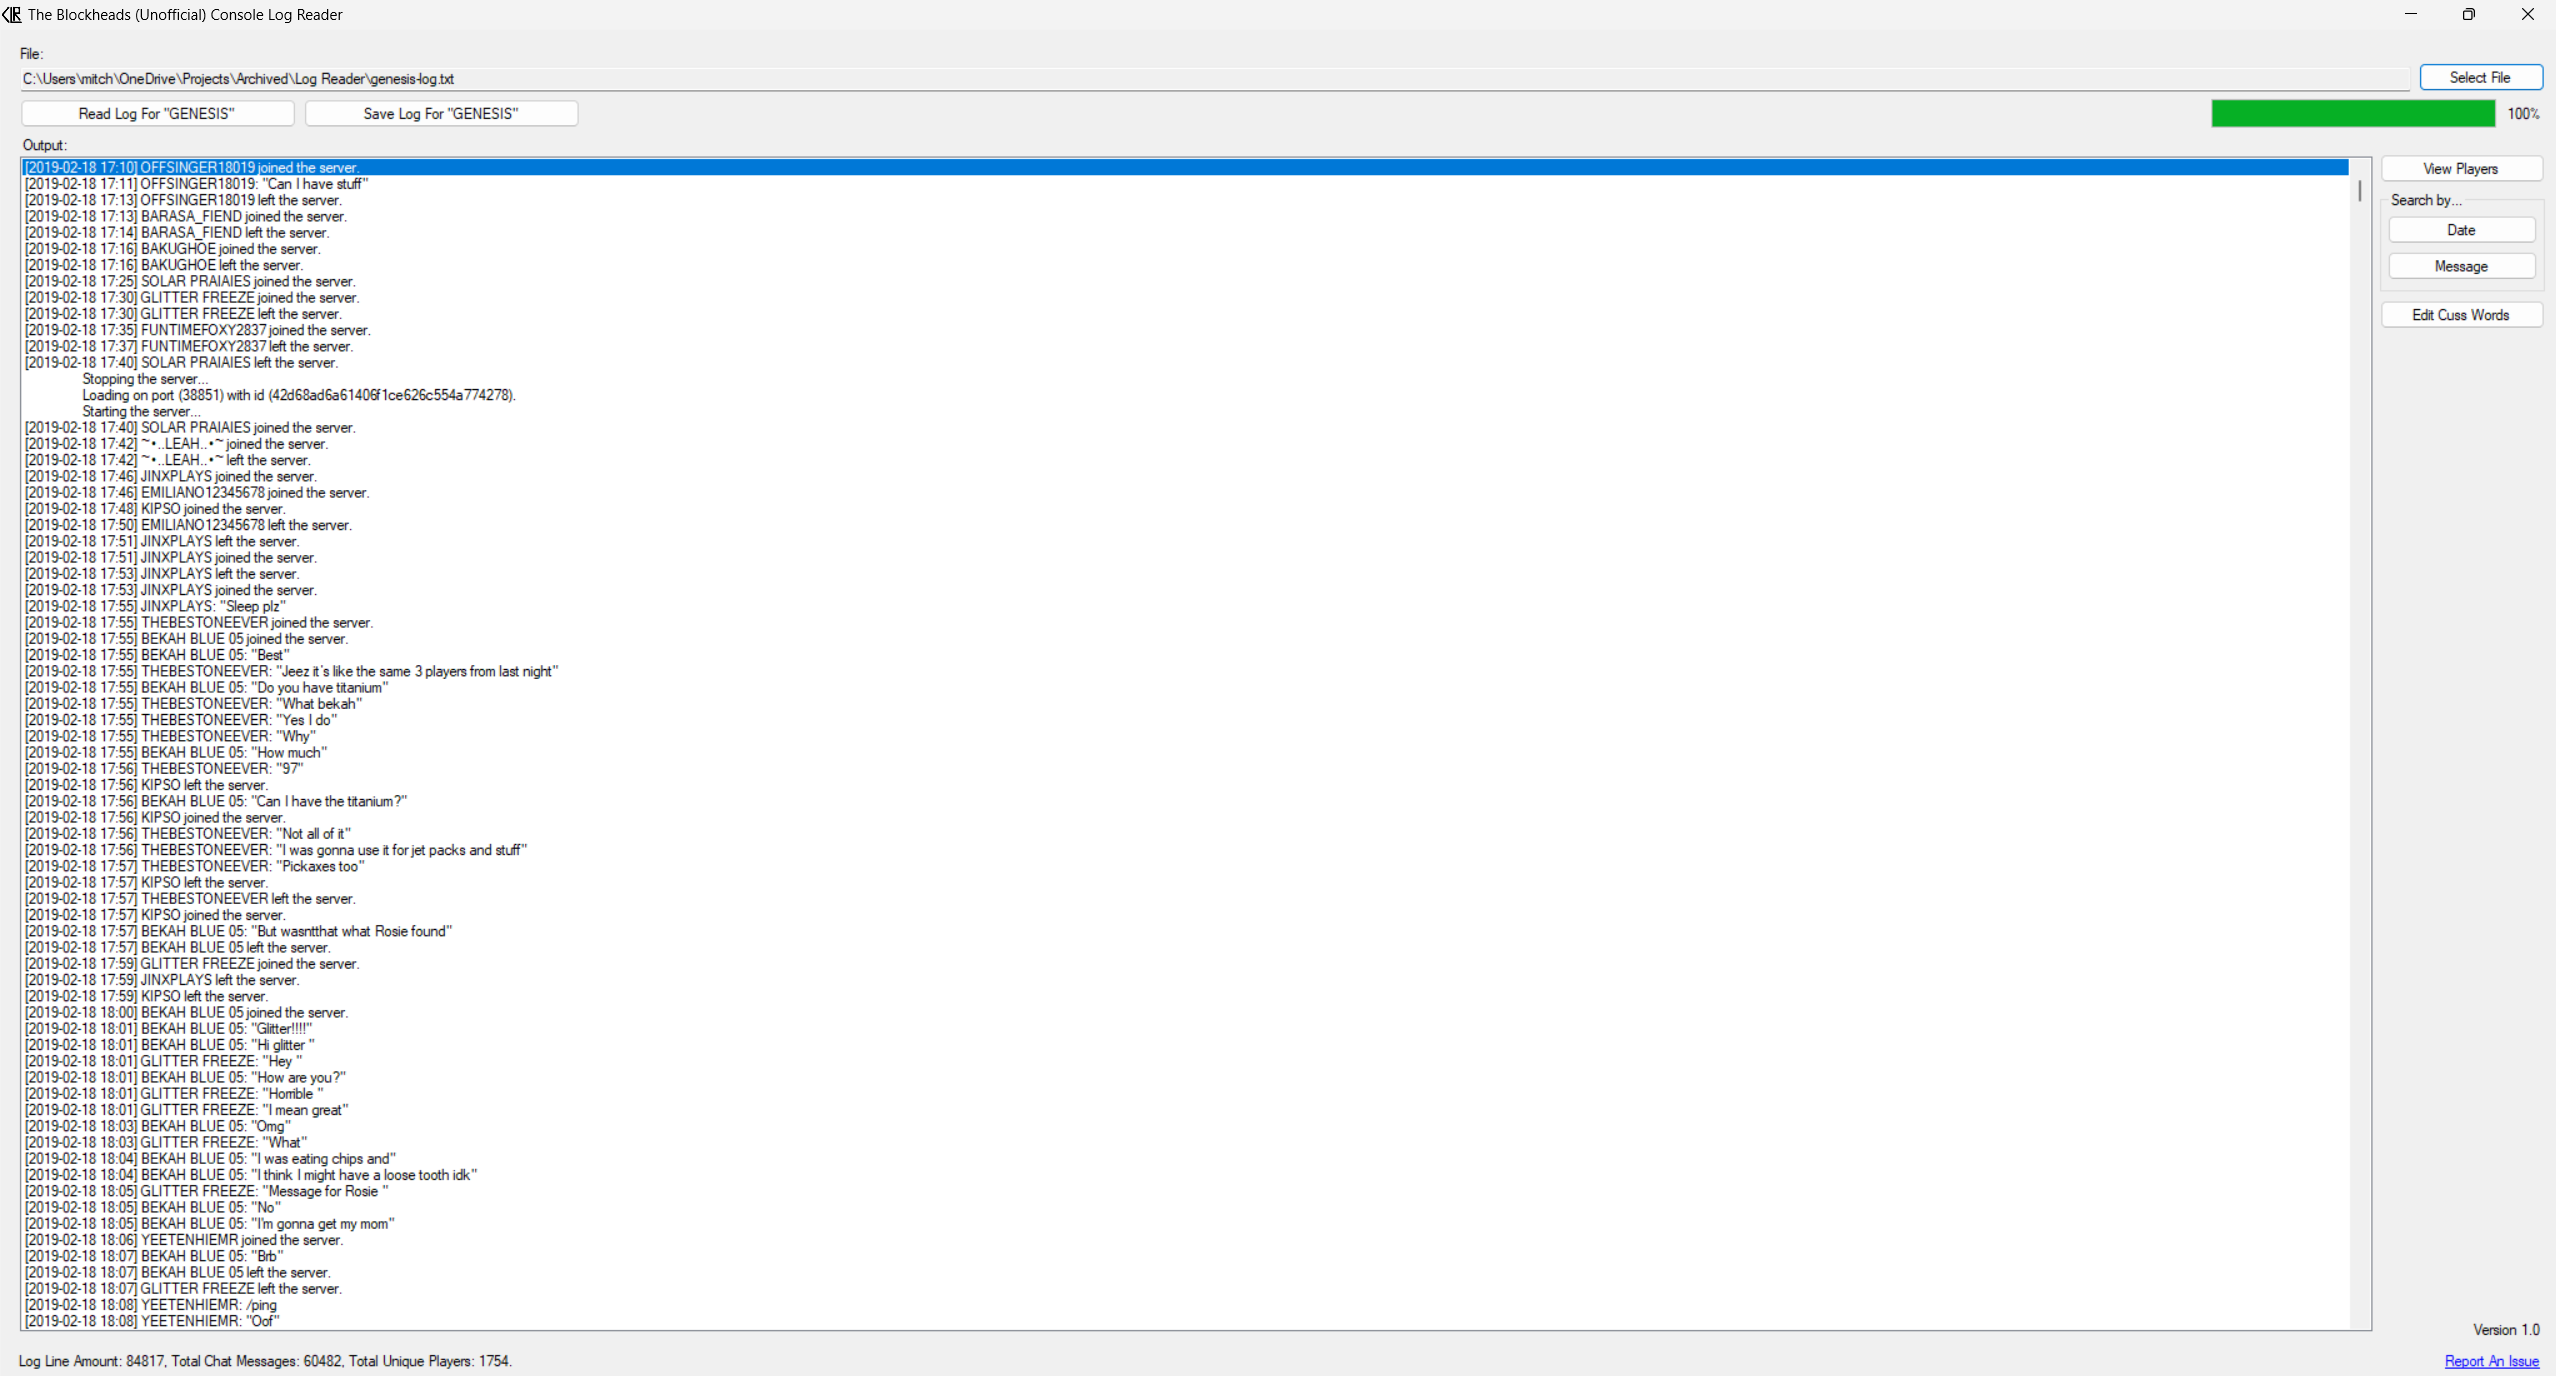 The Blockheads (Unofficial) Console Log Reader
File:
C:\Users\mitch\OneDrive\Projects\Archived\Log Reader\genesis-log.txt
Select File
Read Log For "GENESIS"
Save Log For "GENESIS"
100%
Output:
[2019-02-18 17:10] OFFSINGER18019 joined the server.
[2019-02-18 17:11] OFFSINGER18019: "Can I have stuff"
[2019-02-18 17:13] OFFSINGER18019 left the server.
[2019-02-18 17:13] BARASA_FIEND joined the server.
[2019-02-18 17:14] BARASA_FIEND left the server.
[2019-02-18 17:16] BAKUGHOE joined the server.
[2019-02-18 17:16] BAKUGHOE left the server.
[2019-02-18 17:25] SOLAR PRAIAIES joined the server.
[2019-02-18 17:30] GLITTER FREEZE joined the server.
[2019-02-18 17:30] GLITTER FREEZE left the server.
[2019-02-18 17:35] FUNTIMEFOXY2837 joined the server.
[2019-02-18 17:37] FUNTIMEFOXY2837 left the server.
[2019-02-18 17:40] SOLAR PRAIAIES left the server.
Stopping the server...
Loading on port (38851) with id (42d68ad6a61406f1ce626c554a774278).
Starting the server...
[2019-02-18 17:40] SOLAR PRAIAIES joined the server.
[2019-02-18 17:42] ~•..LEAH..•~ joined the server.
[2019-02-18 17:42] ~•..LEAH..•~ left the server.
[2019-02-18 17:46] JINXPLAYS joined the server.
[2019-02-18 17:46] EMILIANO12345678 joined the server.
[2019-02-18 17:48] KIPSO joined the server.
[2019-02-18 17:50] EMILIANO12345678 left the server.
[2019-02-18 17:51] JINXPLAYS left the server.
[2019-02-18 17:51] JINXPLAYS joined the server.
[2019-02-18 17:53] JINXPLAYS left the server.
[2019-02-18 17:53] JINXPLAYS joined the server.
[2019-02-18 17:55] JINXPLAYS: "Sleep plz"
[2019-02-18 17:55] THEBESTONEEVER joined the server.
[2019-02-18 17:55] BEKAH BLUE 05 joined the server.
[2019-02-18 17:55] BEKAH BLUE 05: "Best"
[2019-02-18 17:55] THEBESTONEEVER: "Jeez it's like the same 3 players from last night"
[2019-02-18 17:55] BEKAH BLUE 05: "Do you have titanium"
[2019-02-18 17:55] THEBESTONEEVER: "What bekah"
[2019-02-18 17:55] THEBESTONEEVER: "Yes I do"
[2019-02-18 17:55] THEBESTONEEVER: "Why"
[2019-02-18 17:55] BEKAH BLUE 05: "How much"
[2019-02-18 17:56] THEBESTONEEVER: "97"
[2019-02-18 17:56] KIPSO left the server.
[2019-02-18 17:56] BEKAH BLUE 05: "Can I have the titanium?"
[2019-02-18 17:56] KIPSO joined the server.
[2019-02-18 17:56] THEBESTONEEVER: "Not all of it"
[2019-02-18 17:56] THEBESTONEEVER: "I was gonna use it for jet packs and stuff"
[2019-02-18 17:57] THEBESTONEEVER: "Pickaxes too"
[2019-02-18 17:57] KIPSO left the server.
[2019-02-18 17:57] THEBESTONEEVER left the server.
[2019-02-18 17:57] KIPSO joined the server.
[2019-02-18 17:57] BEKAH BLUE 05: "But wasntthat what Rosie found"
[2019-02-18 17:57] BEKAH BLUE 05 left the server.
[2019-02-18 17:59] GLITTER FREEZE joined the server.
[2019-02-18 17:59] JINXPLAYS left the server.
[2019-02-18 17:59] KIPSO left the server.
[2019-02-18 18:00] BEKAH BLUE 05 joined the server.
[2019-02-18 18:01] BEKAH BLUE 05: "Glitter!!!!"
[2019-02-18 18:01] BEKAH BLUE 05: "Hi glitter "
[2019-02-18 18:01] GLITTER FREEZE: "Hey "
[2019-02-18 18:01] BEKAH BLUE 05: "How are you?"
[2019-02-18 18:01] GLITTER FREEZE: "Horrible "
[2019-02-18 18:01] GLITTER FREEZE: "I mean great"
[2019-02-18 18:03] BEKAH BLUE 05: "Omg"
[2019-02-18 18:03] GLITTER FREEZE: "What"
[2019-02-18 18:04] BEKAH BLUE 05: "I was eating chips and"
[2019-02-18 18:04] BEKAH BLUE 05: "I think I might have a loose tooth idk"
[2019-02-18 18:05] GLITTER FREEZE: "Message for Rosie "
[2019-02-18 18:05] BEKAH BLUE 05: "No"
[2019-02-18 18:05] BEKAH BLUE 05: "I'm gonna get my mom"
[2019-02-18 18:06] YEETENHIEMR joined the server.
[2019-02-18 18:07] BEKAH BLUE 05: "Brb"
[2019-02-18 18:07] BEKAH BLUE 05 left the server.
[2019-02-18 18:07] GLITTER FREEZE left the server.
[2019-02-18 18:08] YEETENHIEMR: /ping
[2019-02-18 18:08] YEETENHIEMR: "Oof"
View Players
Search by...
Date
Message
Edit Cuss Words
Version 1.0
Log Line Amount: 84817, Total Chat Messages: 60482, Total Unique Players: 1754.
Report An Issue